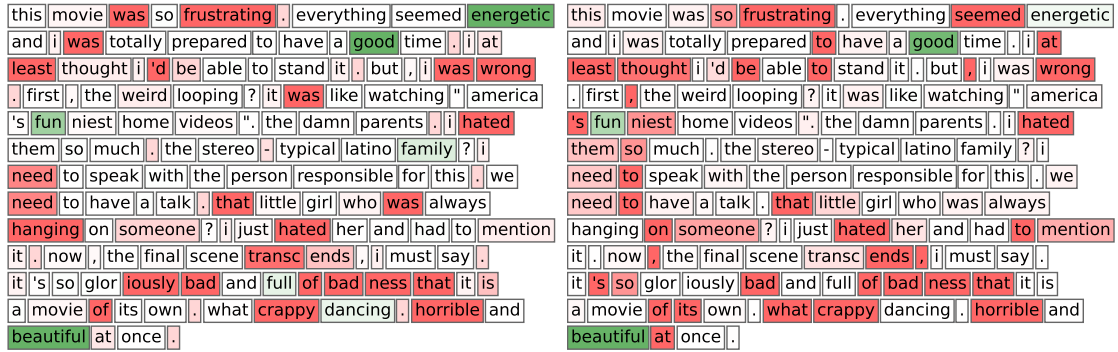 this movie was so frustrating . everything seemed energetic
and i was totally prepared to have a good time . i at
least thought i 'd be able to stand it . but , i was wrong
. first , the weird looping ? it was like watching " america
's fun niest home videos ". the damn parents . i hated
them so much . the stereo - typical latino family ? i
need to speak with the person responsible for this . we
need to have a talk . that little girl who was always
hanging on someone ? i just hated her and had to mention
it . now , the final scene transc ends , i must say .
it 's so glor iously bad and full of bad ness that it is
a movie of its own . what crappy dancing . horrible and
beautiful at once .
this movie was so frustrating . everything seemed energetic
and i was totally prepared to have a good time . i at
least thought i 'd be able to stand it . but , i was wrong
. first , the weird looping ? it was like watching " america
's fun niest home videos ". the damn parents . i hated
them so much . the stereo - typical latino family ? i
need to speak with the person responsible for this . we
need to have a talk . that little girl who was always
hanging on someone ? i just hated her and had to mention
it . now , the final scene transc ends , i must say .
it 's so glor iously bad and full of bad ness that it is
a movie of its own . what crappy dancing . horrible and
beautiful at once .